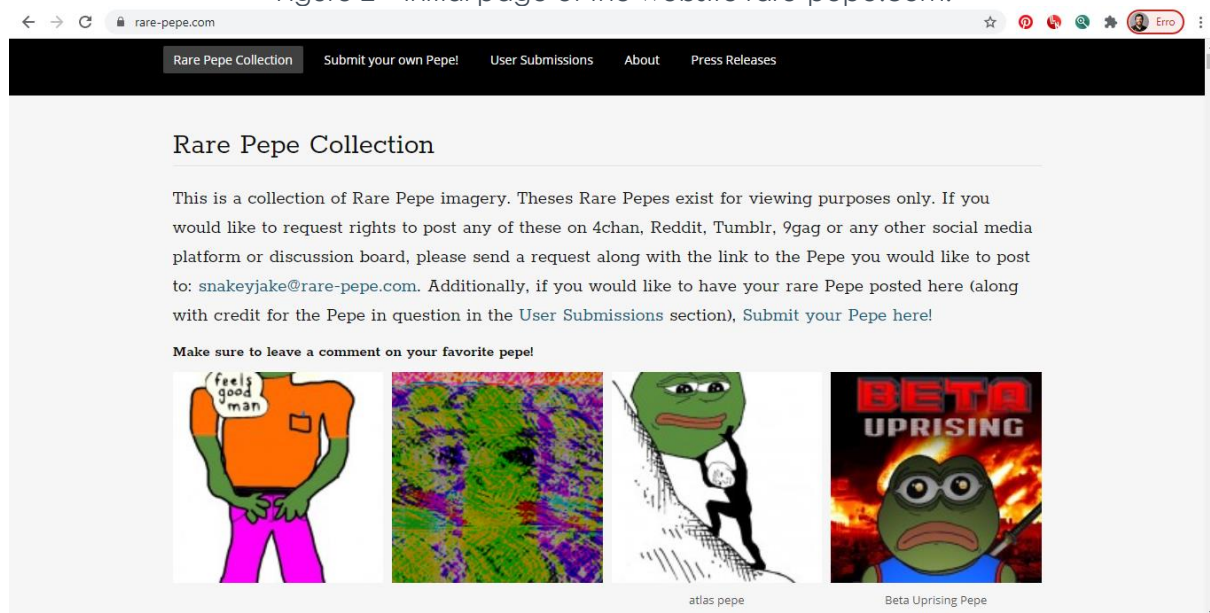 Figure 2 - Initial page of the website rare-pepe.com.
rare-pepe.com
Erro
Rare Pepe Collection
Submit your own Pepe!
User Submissions
About
Press Releases
Rare Pepe Collection
This is a collection of Rare Pepe imagery. Theses Rare Pepes exist for viewing purposes only. If you
would like to request rights to post any of these on 4chan, Reddit, Tumblr, 9gag or any other social media
platform or discussion board, please send a request along with the link to the Pepe you would like to post
to: snakeyjake@rare-pepe.com. Additionally, if you would like to have your rare Pepe posted here (along
with credit for the Pepe in question in the User Submissions section), Submit your Pepe here!
Make sure to leave a comment on your favorite pepe!
feels
good
man
BETA
UPRISING
atlas pepe
Beta Uprising Pepe